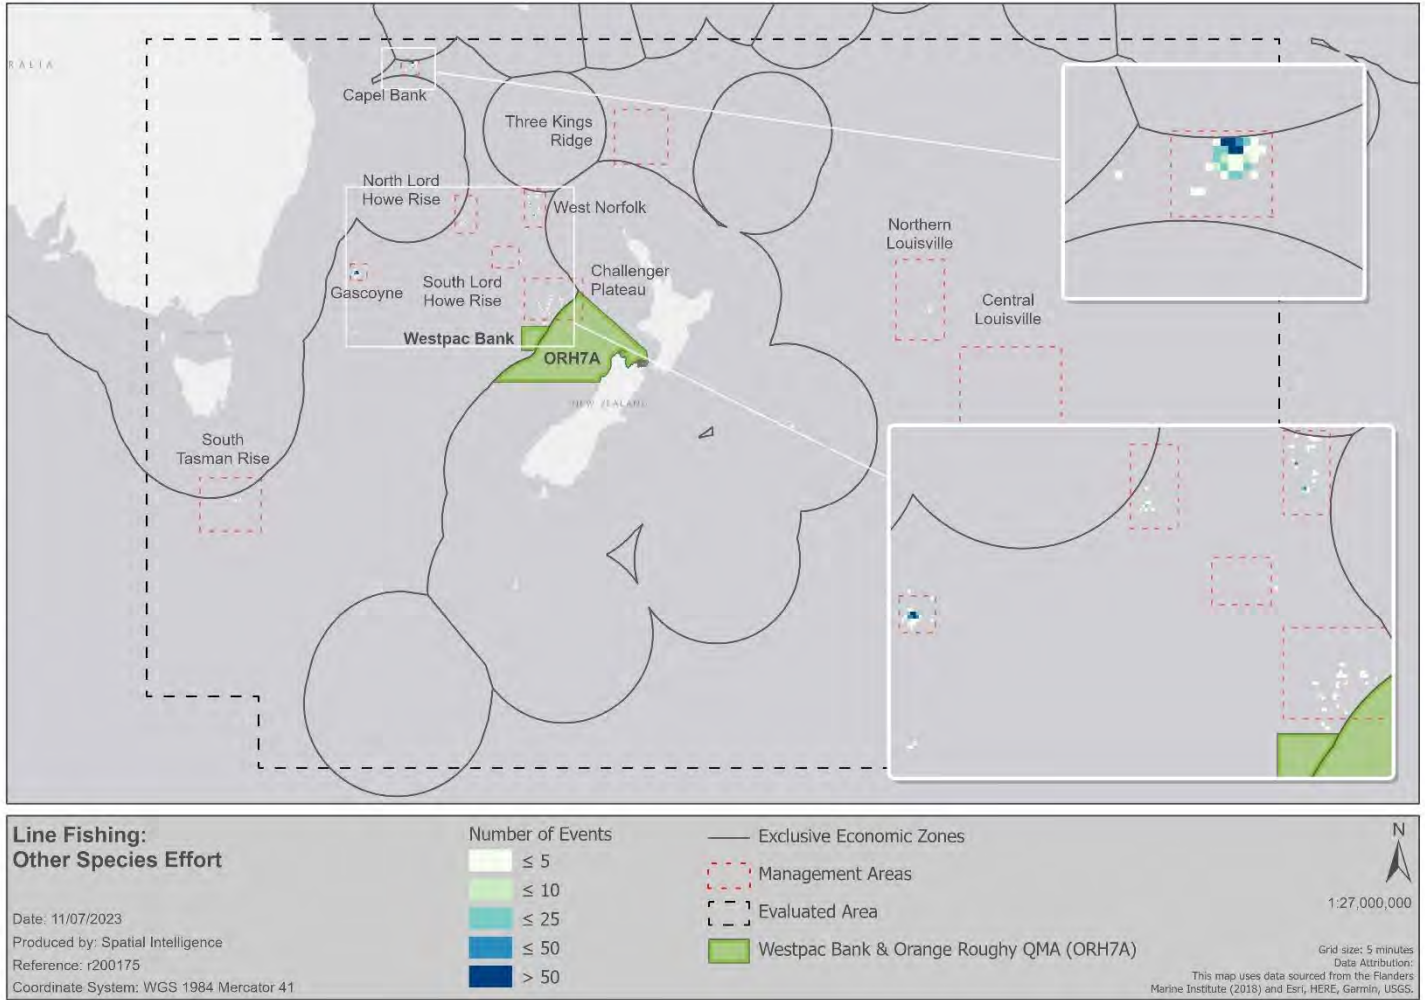 RALIA
Capel Bank
Three Kings
Ridge
North Lord
Howe Rise
West Norfolk
Northern
Louisville
Gascoyne
South Lord
Howe Rise
Challenger
Plateau
Central
Louisville
Westpac Bank
ORH7A
NEW ZEALAND
South
Tasman Rise
Line Fishing:
Other Species Effort
Date: 11/07/2023
Produced by: Spatial Intelligence
Reference: r200175
Coordinate System: WGS 1984 Mercator 41
Number of Events
≤ 5
≤ 10
≤ 25
≤ 50
> 50
Exclusive Economic Zones
Management Areas
Evaluated Area
Westpac Bank & Orange Roughy QMA (ORH7A)
N
1:27,000,000
Grid size: 5 minutes
Data Attribution:
This map uses data sourced from the Flanders
Marine Institute (2018) and Esri, HERE, Garmin, USGS.